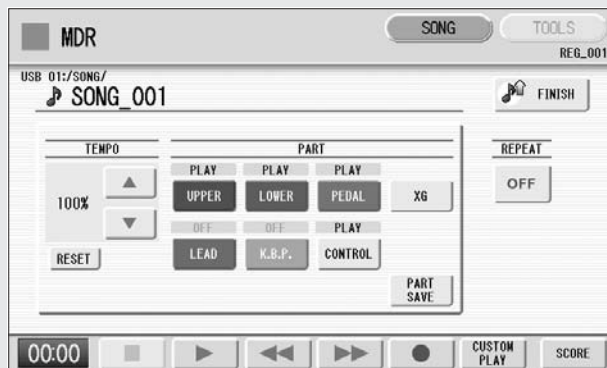 MDR
SONG
TOOLS
REG_001
USB 01:/SONG/
SONG_001
FINISH
TEMPO
PART
REPEAT
PLAY PLAY PLAY
100%
UPPER LOWER PEDAL XG
OFF
OFF OFF PLAY
RESET
LEAD K.B.P. CONTROL
PART
SAVE
00:00
CUSTOM
PLAY
SCORE